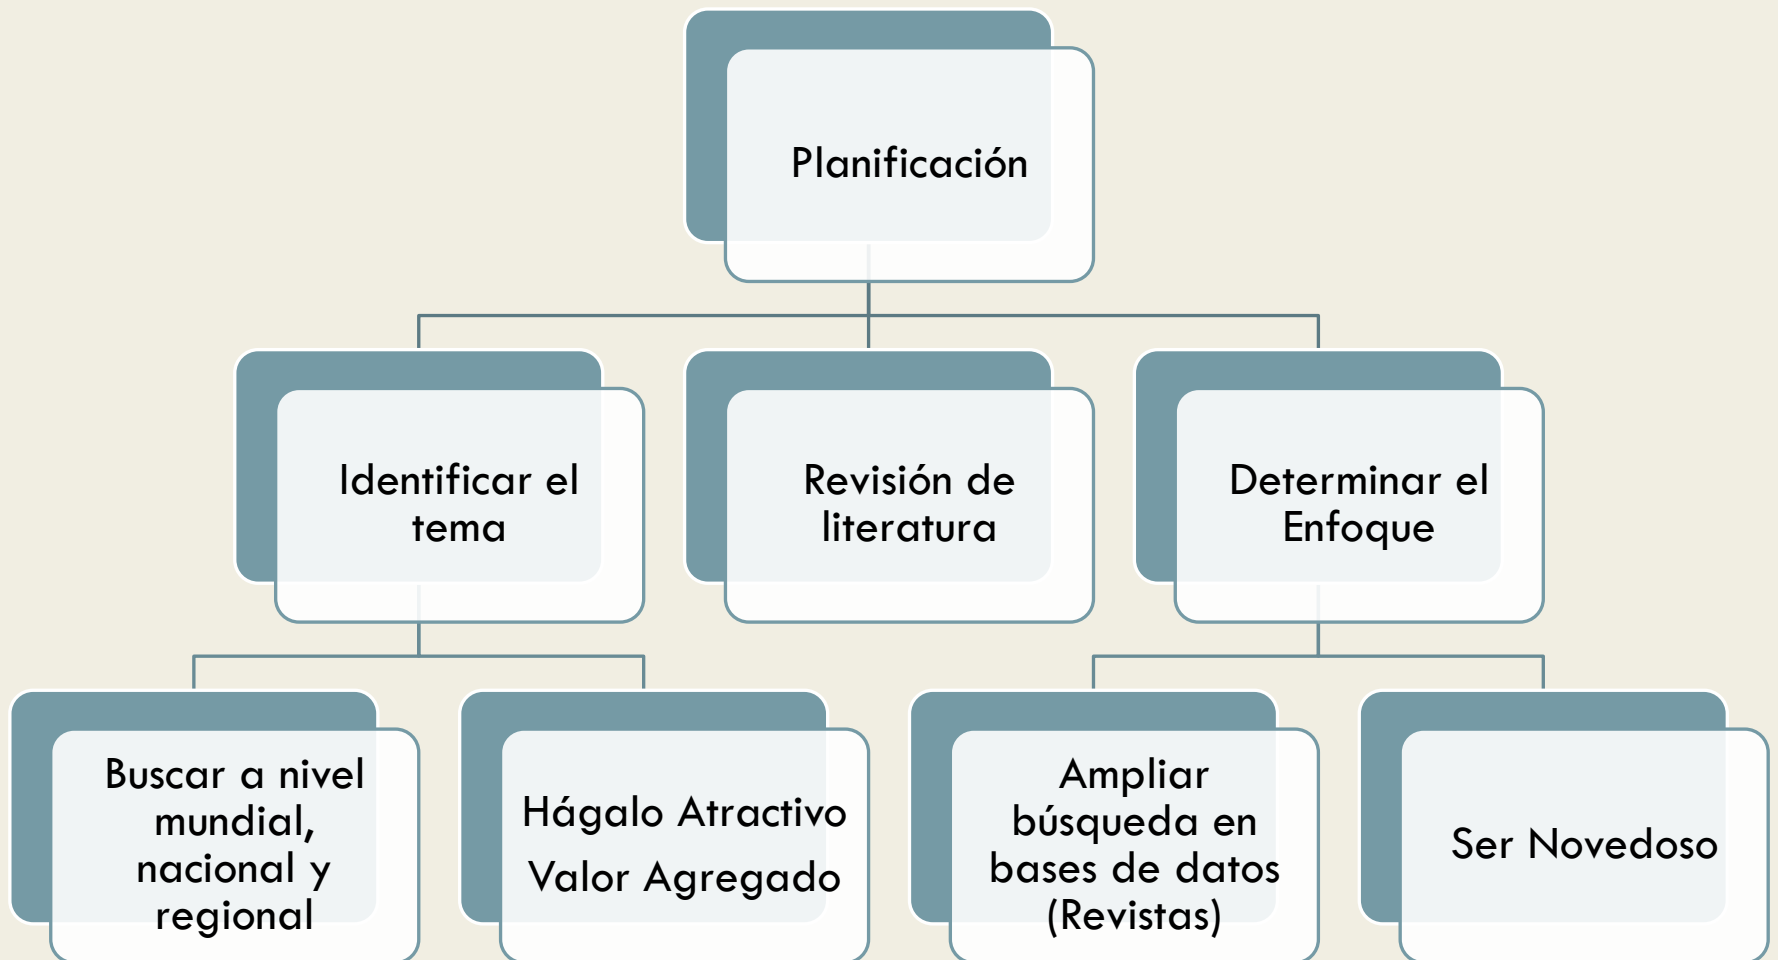 Planificación
Identificar el
tema
Revisión de
literatura
Determinar el
Enfoque
Buscar a nivel
mundial,
nacional y
regional
Hágalo Atractivo
Valor Agregado
Ampliar
búsqueda en
bases de datos
(Revistas)
Ser Novedoso